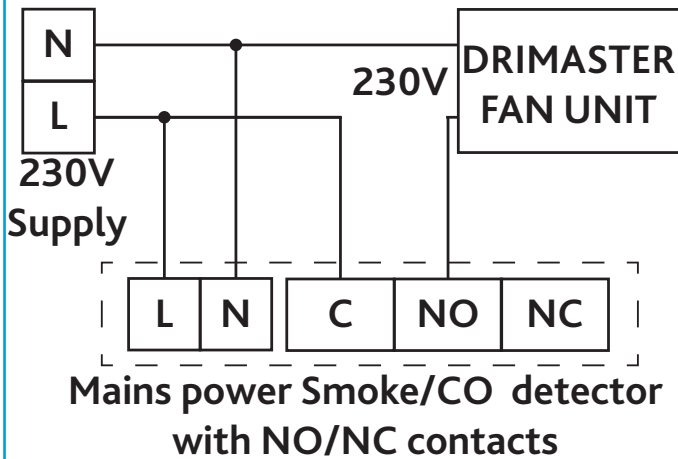 N
L
230V
Supply
230V
DRIMASTER
FAN UNIT
L N C NO NC
Mains power Smoke/CO detector
with NO/NC contacts